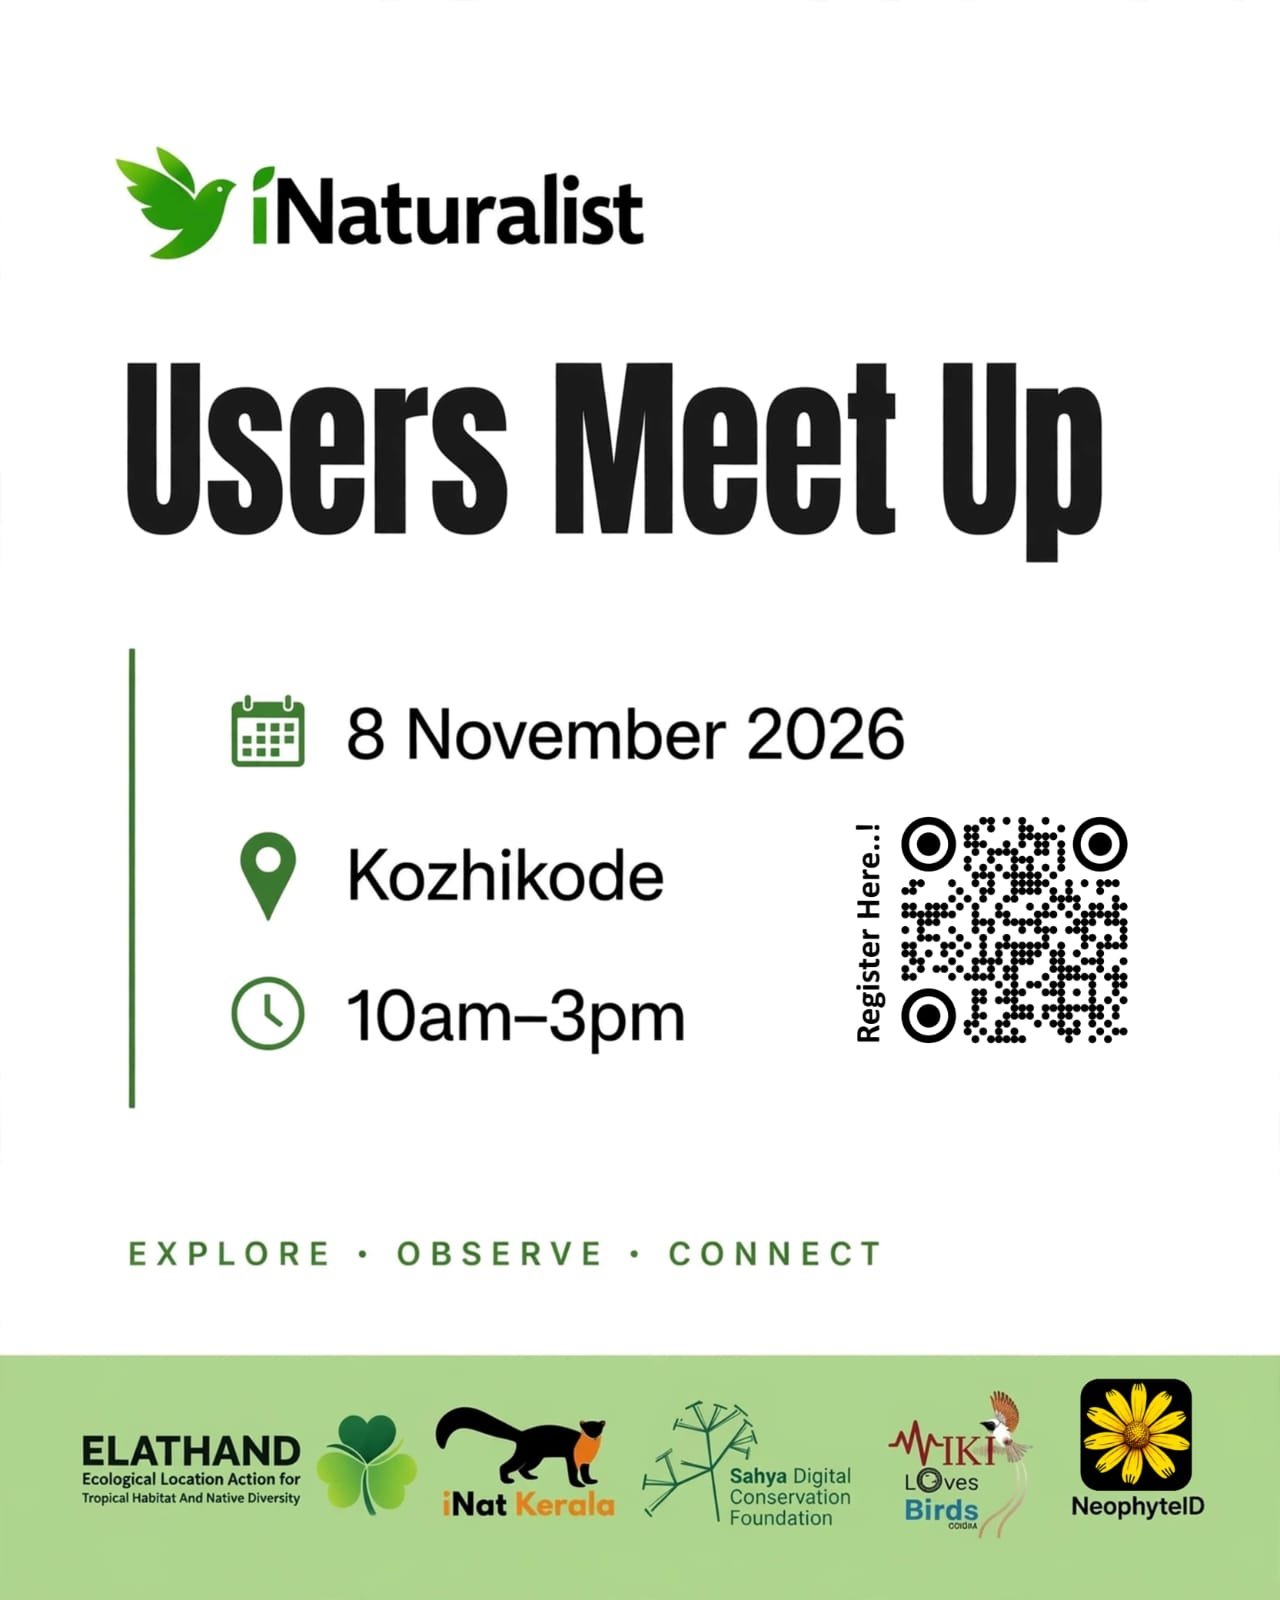 iNaturalist
Users Meet Up
8 November 2026
Kozhikode
10am–3pm
Register Here..!
EXPLORE • OBSERVE • CONNECT
ELATHAND
Ecological Location Action for
Tropical Habitat And Native Diversity
iNat Kerala
Sahya Digital
Conservation
Foundation
WIKI
LOves
Birds
NeophyteID